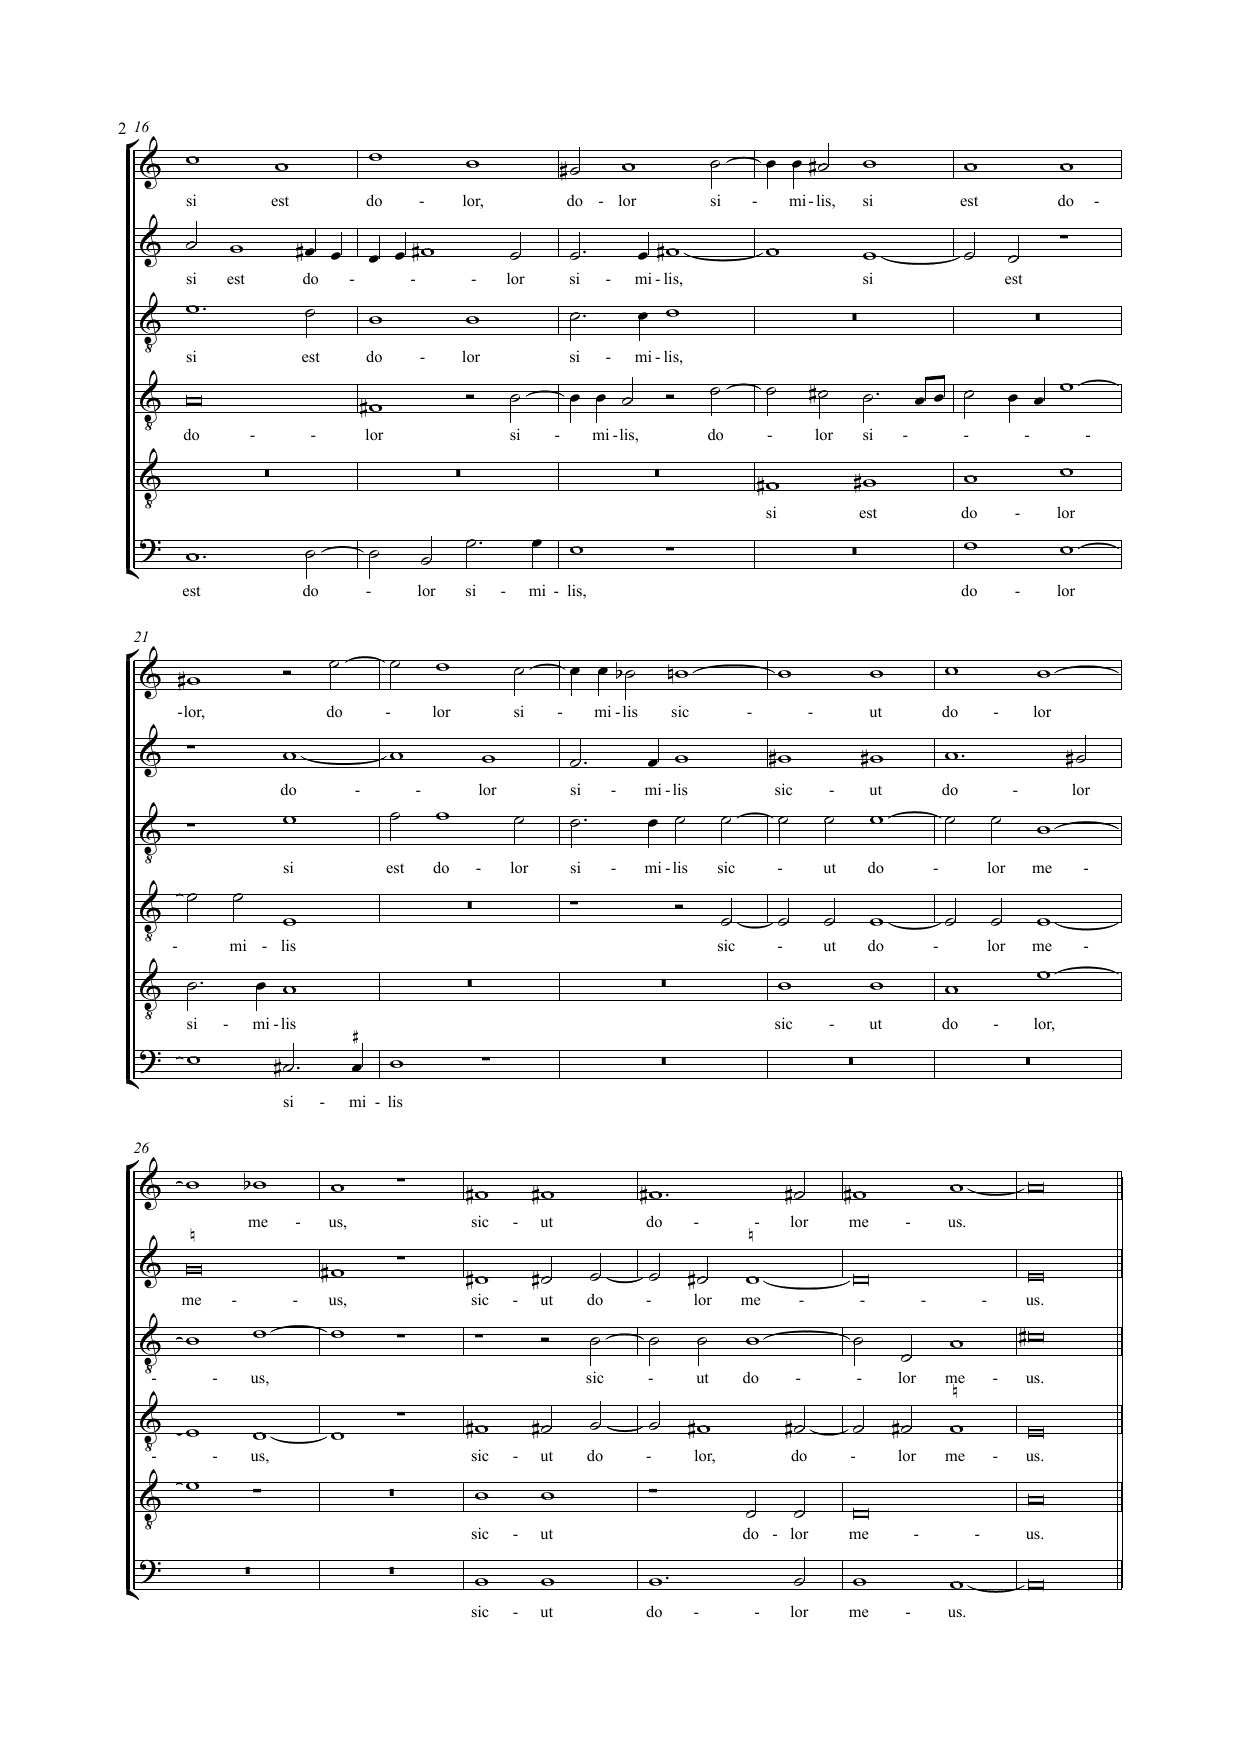 2 16
si est do - lor, do - lor si - mi - lis, si est do -
si est do - - - lor si - mi - lis, si est
si est do - lor si - mi - lis,
do - - lor si - mi - lis, do - lor si - - - - -
si est do - lor
est do - lor si - mi - lis, do - lor
21
-lor, do - lor si - mi - lis sic - - ut do - lor
do - - lor si - mi - lis sic - ut do - lor
si est do - lor si - mi - lis sic - ut do - lor me -
- mi - lis sic - ut do - lor me -
si - mi - lis sic - ut do - lor,
si - mi - lis
26
me - us, sic - ut do - - lor me - us.
me - - us, sic - ut do - lor me - - - - us.
- - us, sic - ut do - - lor me - us.
- - us, sic - ut do - lor, do - lor me - us.
sic - ut do - lor me - - us.
sic - ut do - - lor me - us.